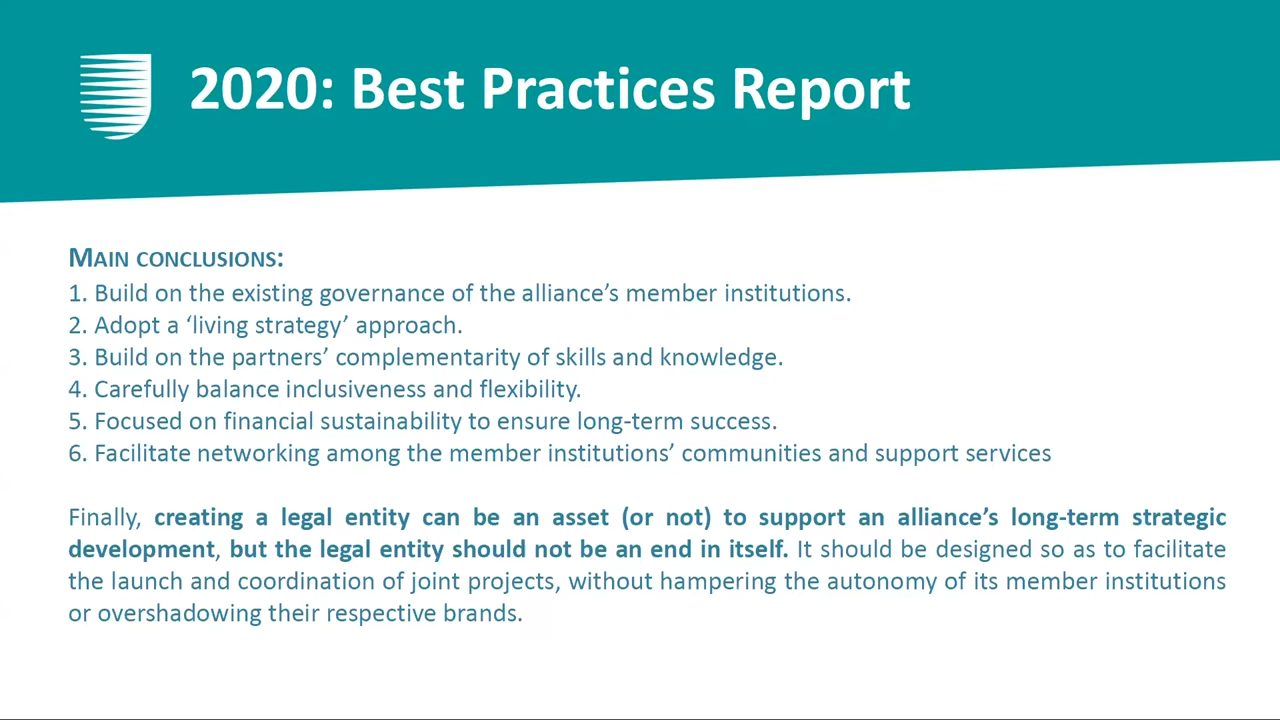 2020: Best Practices Report
MAIN CONCLUSIONS:
1. Build on the existing governance of the alliance’s member institutions.
2. Adopt a ‘living strategy’ approach.
3. Build on the partners’ complementarity of skills and knowledge.
4. Carefully balance inclusiveness and flexibility.
5. Focused on financial sustainability to ensure long-term success.
6. Facilitate networking among the member institutions’ communities and support services
Finally, creating a legal entity can be an asset (or not) to support an alliance’s long-term strategic
development, but the legal entity should not be an end in itself. It should be designed so as to facilitate
the launch and coordination of joint projects, without hampering the autonomy of its member institutions
or overshadowing their respective brands.